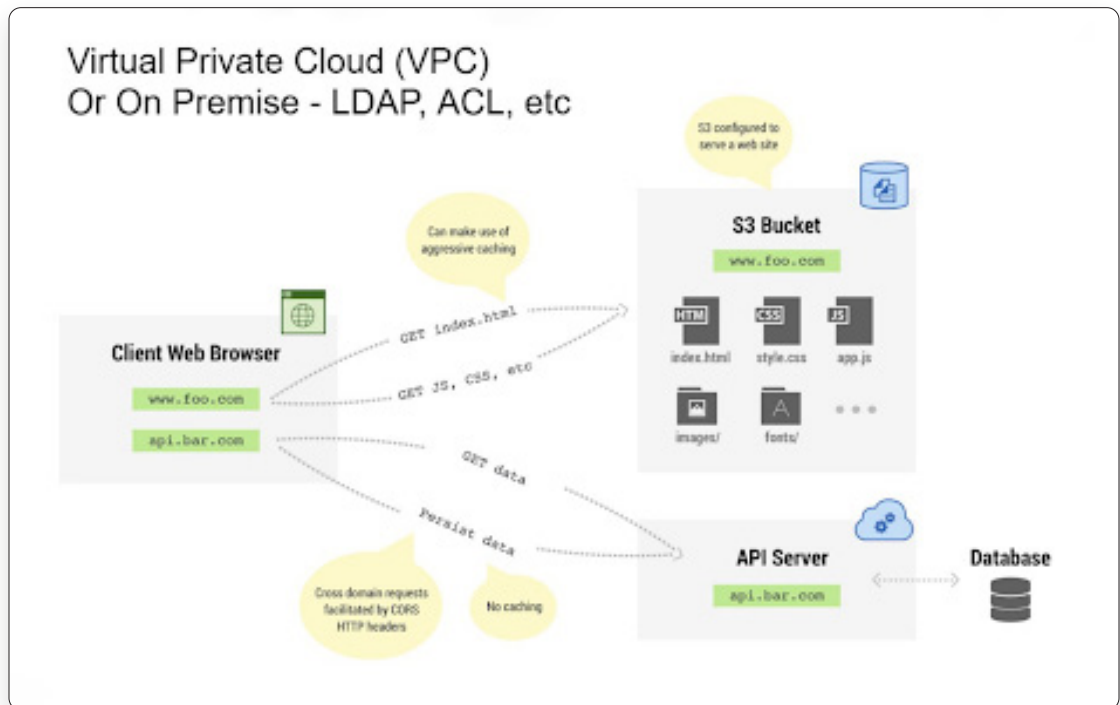 Virtual Private Cloud (VPC)
Or On Premise - LDAP, ACL, etc
S3 configured to
serve a web site
Can make use of
aggressive caching
S3 Bucket
www.foo.com
HTM
CSS
JS
index.html
style.css
app.js
A
images/
fonts/
GET index.html
GET JS, CSS, etc
Client Web Browser
www.foo.com
api.bar.com
GET data
Persist data
Cross domain requests
facilitated by CORS
HTTP headers
No caching
API Server
api.bar.com
Database